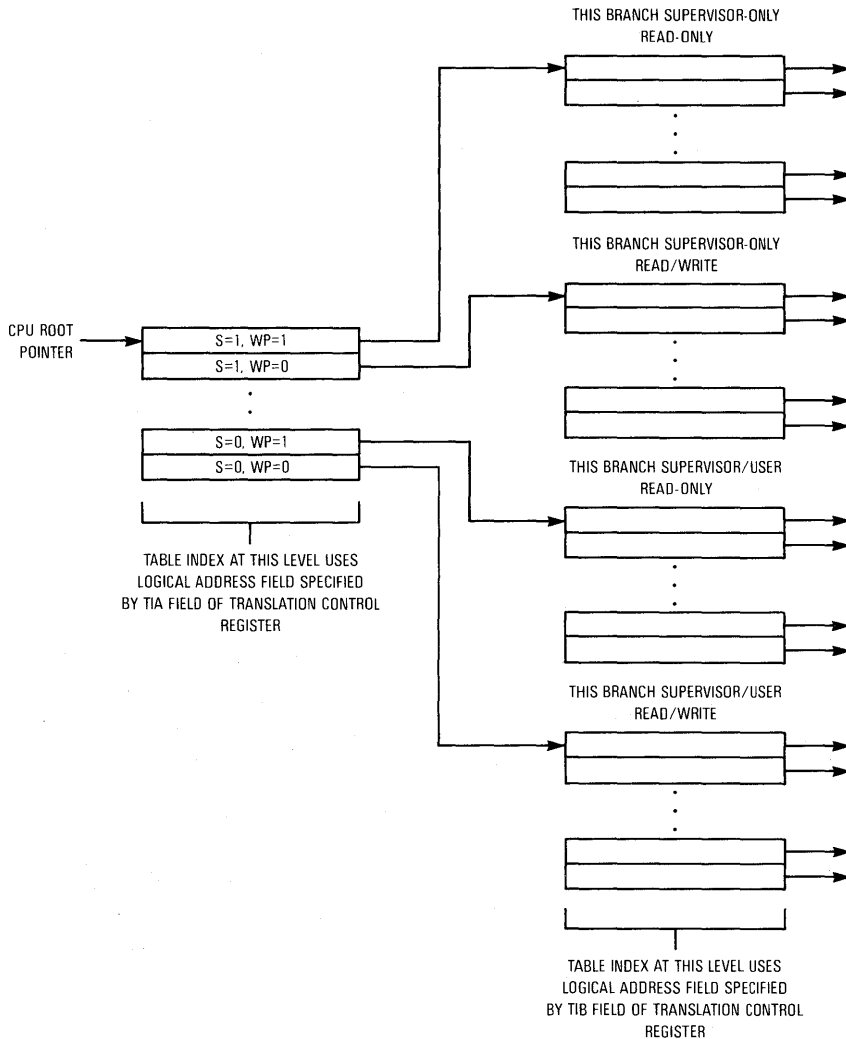 THIS BRANCH SUPERVISOR-ONLY
READ-ONLY
THIS BRANCH SUPERVISOR-ONLY
READ/WRITE
CPU ROOT
POINTER
S=1, WP=1
S=1, WP=0
S=0, WP=1
S=0, WP=0
THIS BRANCH SUPERVISOR/USER
READ-ONLY
TABLE INDEX AT THIS LEVEL USES
LOGICAL ADDRESS FIELD SPECIFIED
BY TIA FIELD OF TRANSLATION CONTROL
REGISTER
THIS BRANCH SUPERVISOR/USER
READ/WRITE
TABLE INDEX AT THIS LEVEL USES
LOGICAL ADDRESS FIELD SPECIFIED
BY TIB FIELD OF TRANSLATION CONTROL
REGISTER